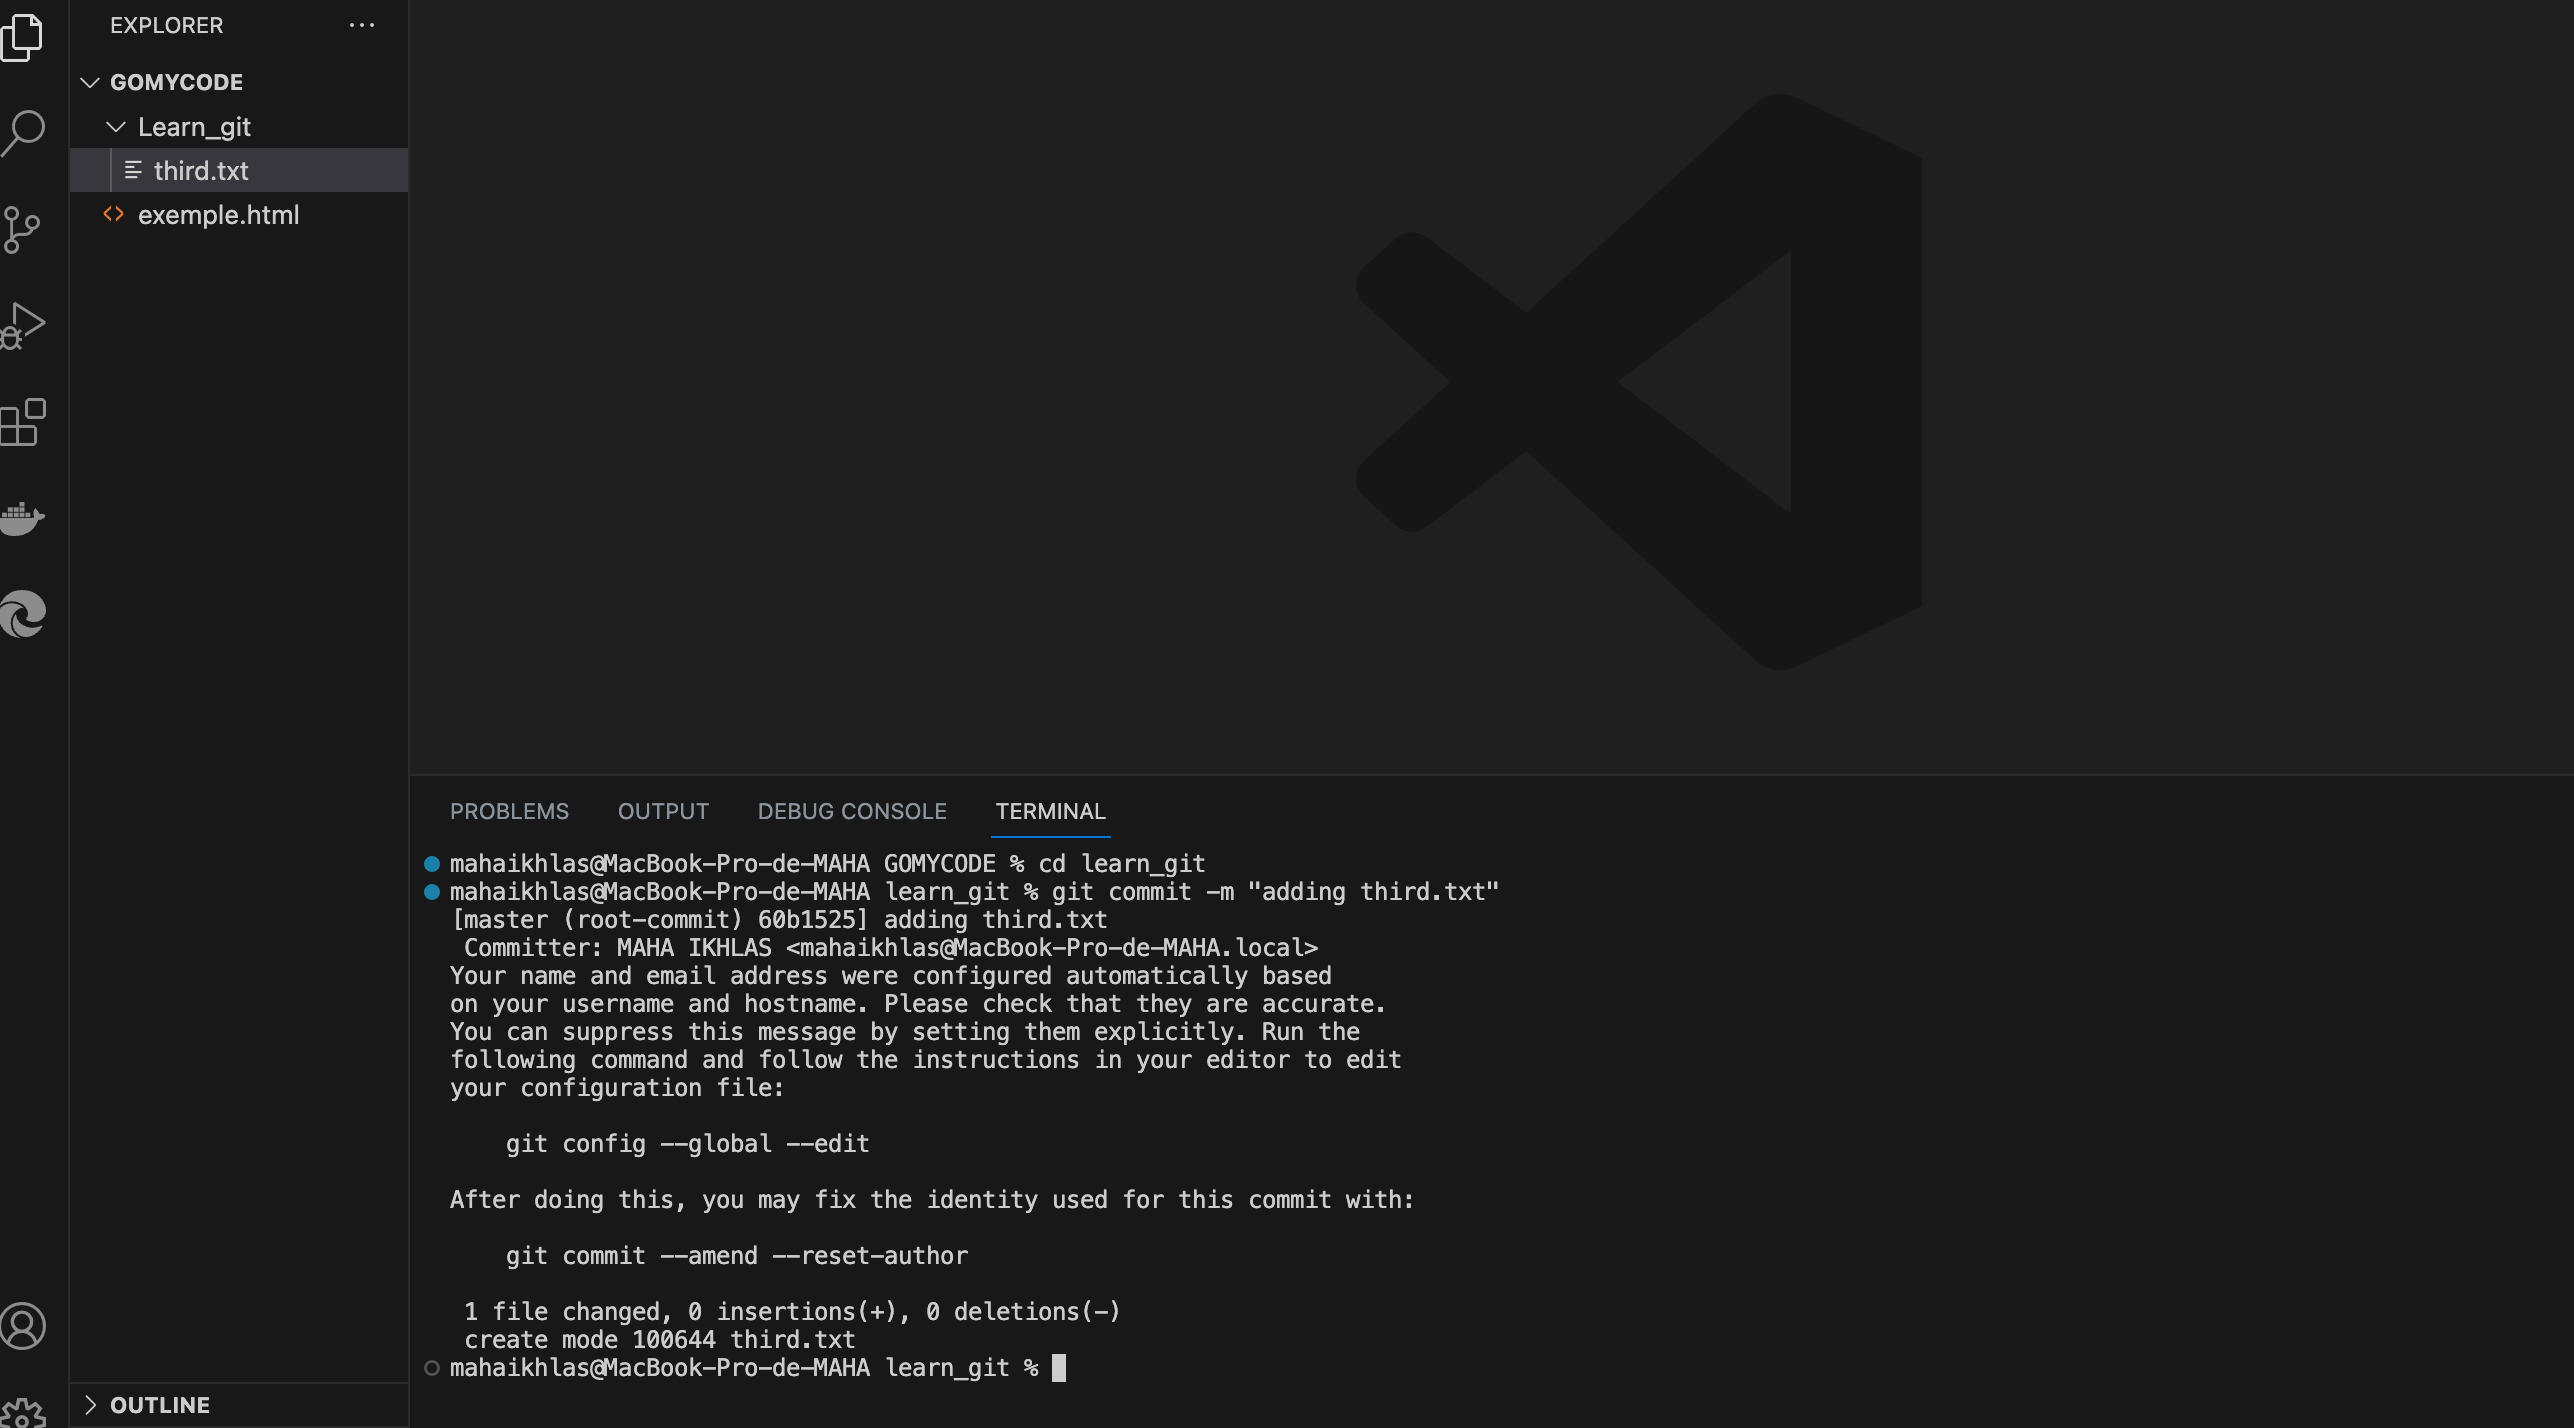 EXPLORER
GOMYCODE
Learn_git
third.txt
exemple.html
PROBLEMS OUTPUT DEBUG CONSOLE TERMINAL
mahaikhlas@MacBook-Pro-de-MAHA GOMYCODE % cd learn_git
mahaikhlas@MacBook-Pro-de-MAHA learn_git % git commit -m "adding third.txt"
[master (root-commit) 60b1525] adding third.txt
Committer: MAHA IKHLAS <mahaikhlas@MacBook-Pro-de-MAHA.local>
Your name and email address were configured automatically based
on your username and hostname. Please check that they are accurate.
You can suppress this message by setting them explicitly. Run the
following command and follow the instructions in your editor to edit
your configuration file:
git config --global --edit
After doing this, you may fix the identity used for this commit with:
git commit --amend --reset-author
1 file changed, 0 insertions(+), 0 deletions(-)
create mode 100644 third.txt
mahaikhlas@MacBook-Pro-de-MAHA learn_git %
OUTLINE